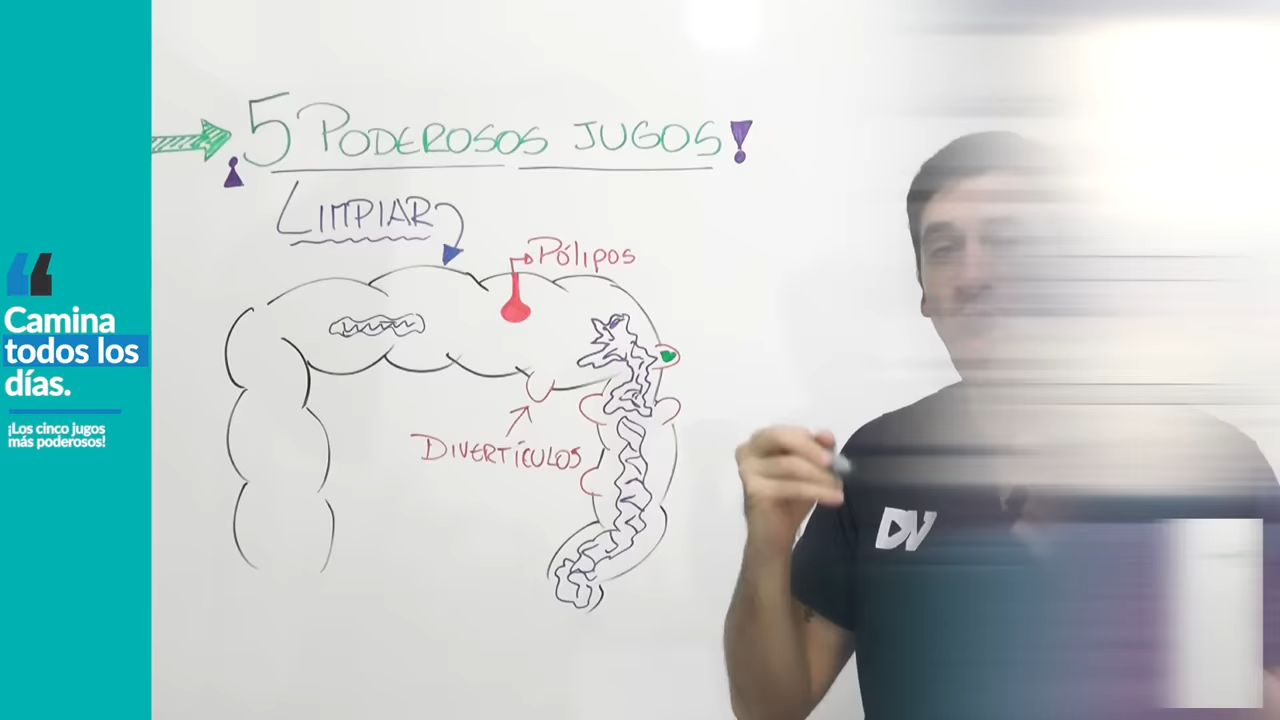 5 PODEROSOS JUGOS!
LIMPIAR
PÓLIPOS
DIVERTÍCULOS
Camina
todos los
días.
¡Los cinco jugos
más poderosos!
DV